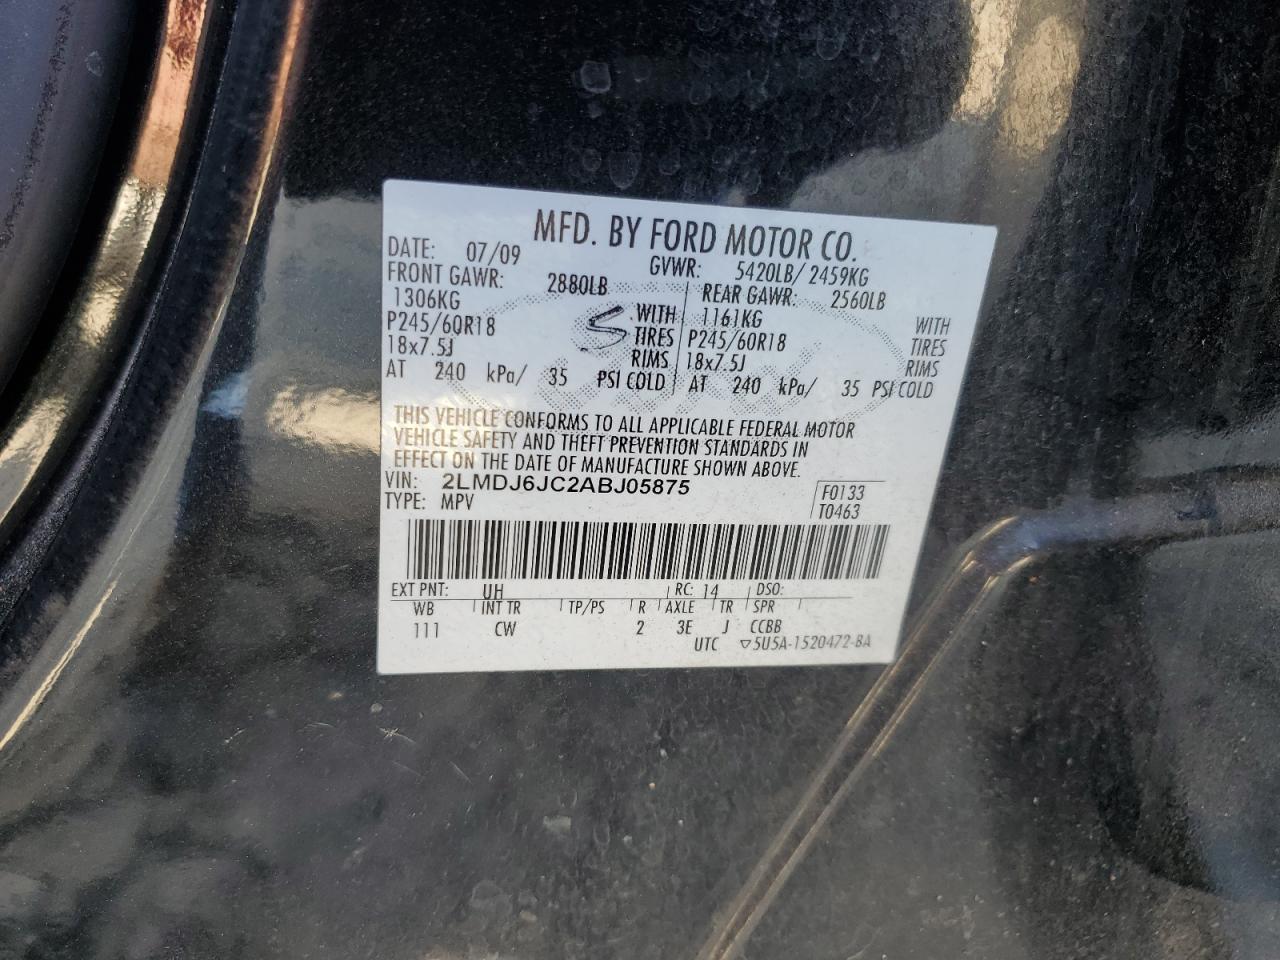 MFD. BY FORD MOTOR CO.
DATE: 07/09 GVWR: 5420LB/ 2459KG
FRONT GAWR: 2880LB REAR GAWR: 2560LB
1306KG WITH 1161KG WITH
P245/60R18 5 TIRES P245/60R18 TIRES
18x7.5J RIMS 18x7.5J RIMS
AT 240 kPa/ 35 PSI COLD AT 240 kPa/ 35 PSI COLD
THIS VEHICLE CONFORMS TO ALL APPLICABLE FEDERAL MOTOR
VEHICLE SAFETY AND THEFT PREVENTION STANDARDS IN
EFFECT ON THE DATE OF MANUFACTURE SHOWN ABOVE.
VIN: 2LMDJ6JC2ABJ05875 F0133
TYPE: MPV T0463
EXT PNT: UH RC: 14 DSO:
WB INT TR TP/PS R AXLE TR SPR
111 CW 2 3E J CCBB
UTC ▽5U5A-1520472-BA